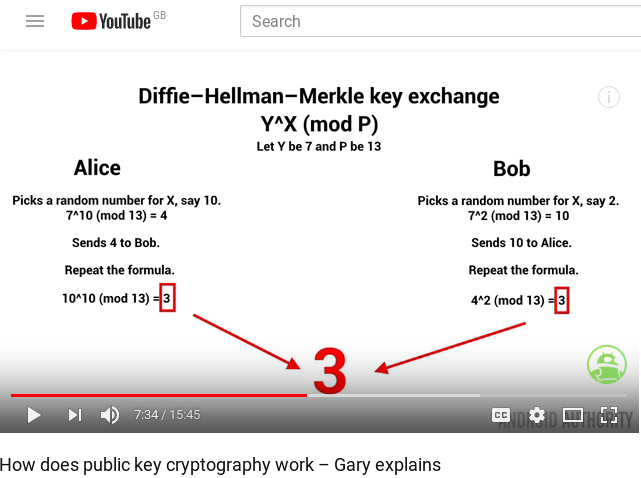 YouTube GB
Search
Diffie–Hellman–Merkle key exchange
Y^X (mod P)
Let Y be 7 and P be 13
Alice
Picks a random number for X, say 10.
7^10 (mod 13) = 4
Sends 4 to Bob.
Repeat the formula.
10^10 (mod 13) = 3
Bob
Picks a random number for X, say 2.
7^2 (mod 13) = 10
Sends 10 to Alice.
Repeat the formula.
4^2 (mod 13) = 3
3
7:34 / 15:45
CC
ANDROID AUTHORITY
How does public key cryptography work – Gary explains